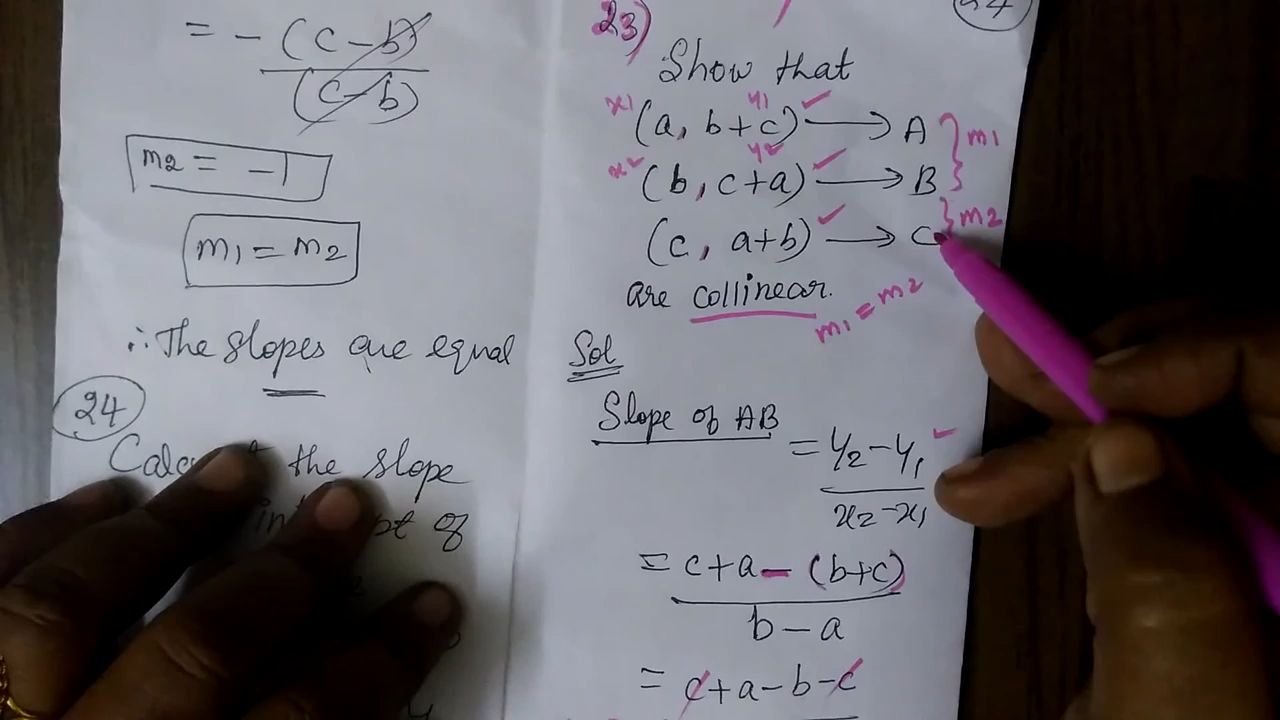 = - (c-b)
(c-b)
m2 = -1
m1 = m2
∴ The slopes are equal
24
the slope
of
23)
Show that
x1 (a, b+c) y1 ✓ → A
x2 (b, c+a) y2 ✓ → B } m1
(c, a+b) ✓ → C } m2
are collinear.
m1 = m2
Sol
Slope of AB
= y2-y1 ✓
x2-x1
= c+a-(b+c)
b-a
= c+a-b-c